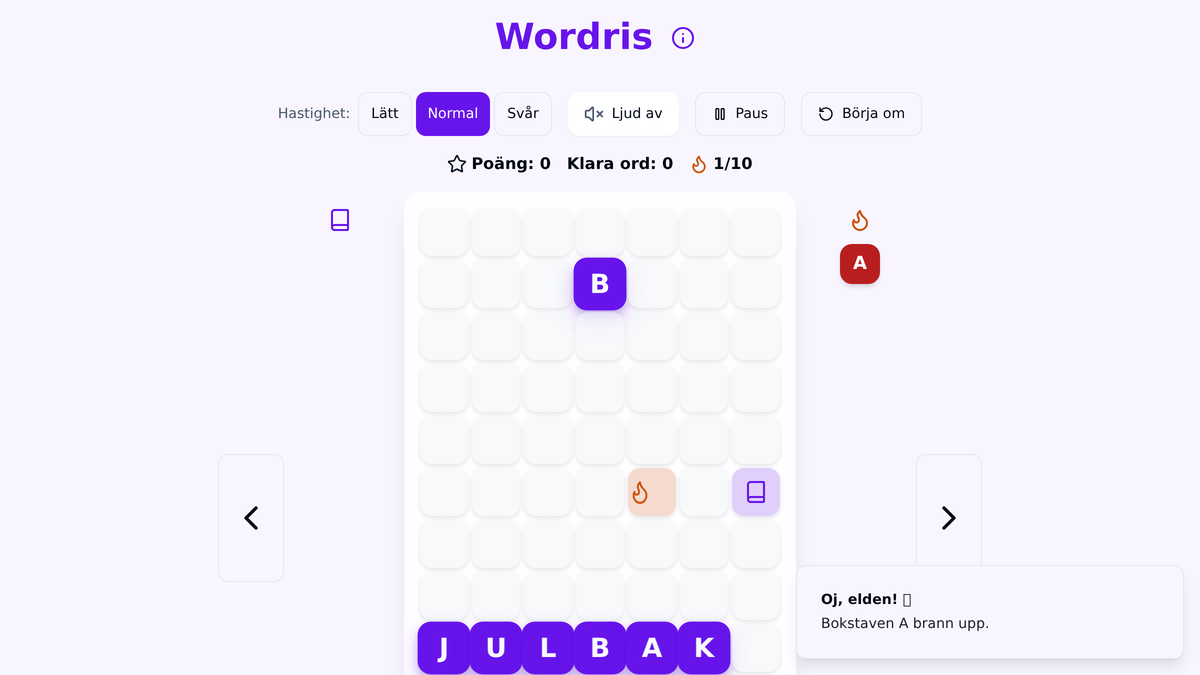 Wordris
Hastighet: Lätt Normal Svår Ljud av Paus Börja om
Poäng: 0 Klara ord: 0 1/10
A
B
Oj, elden!
Bokstaven A brann upp.
J U L B A K